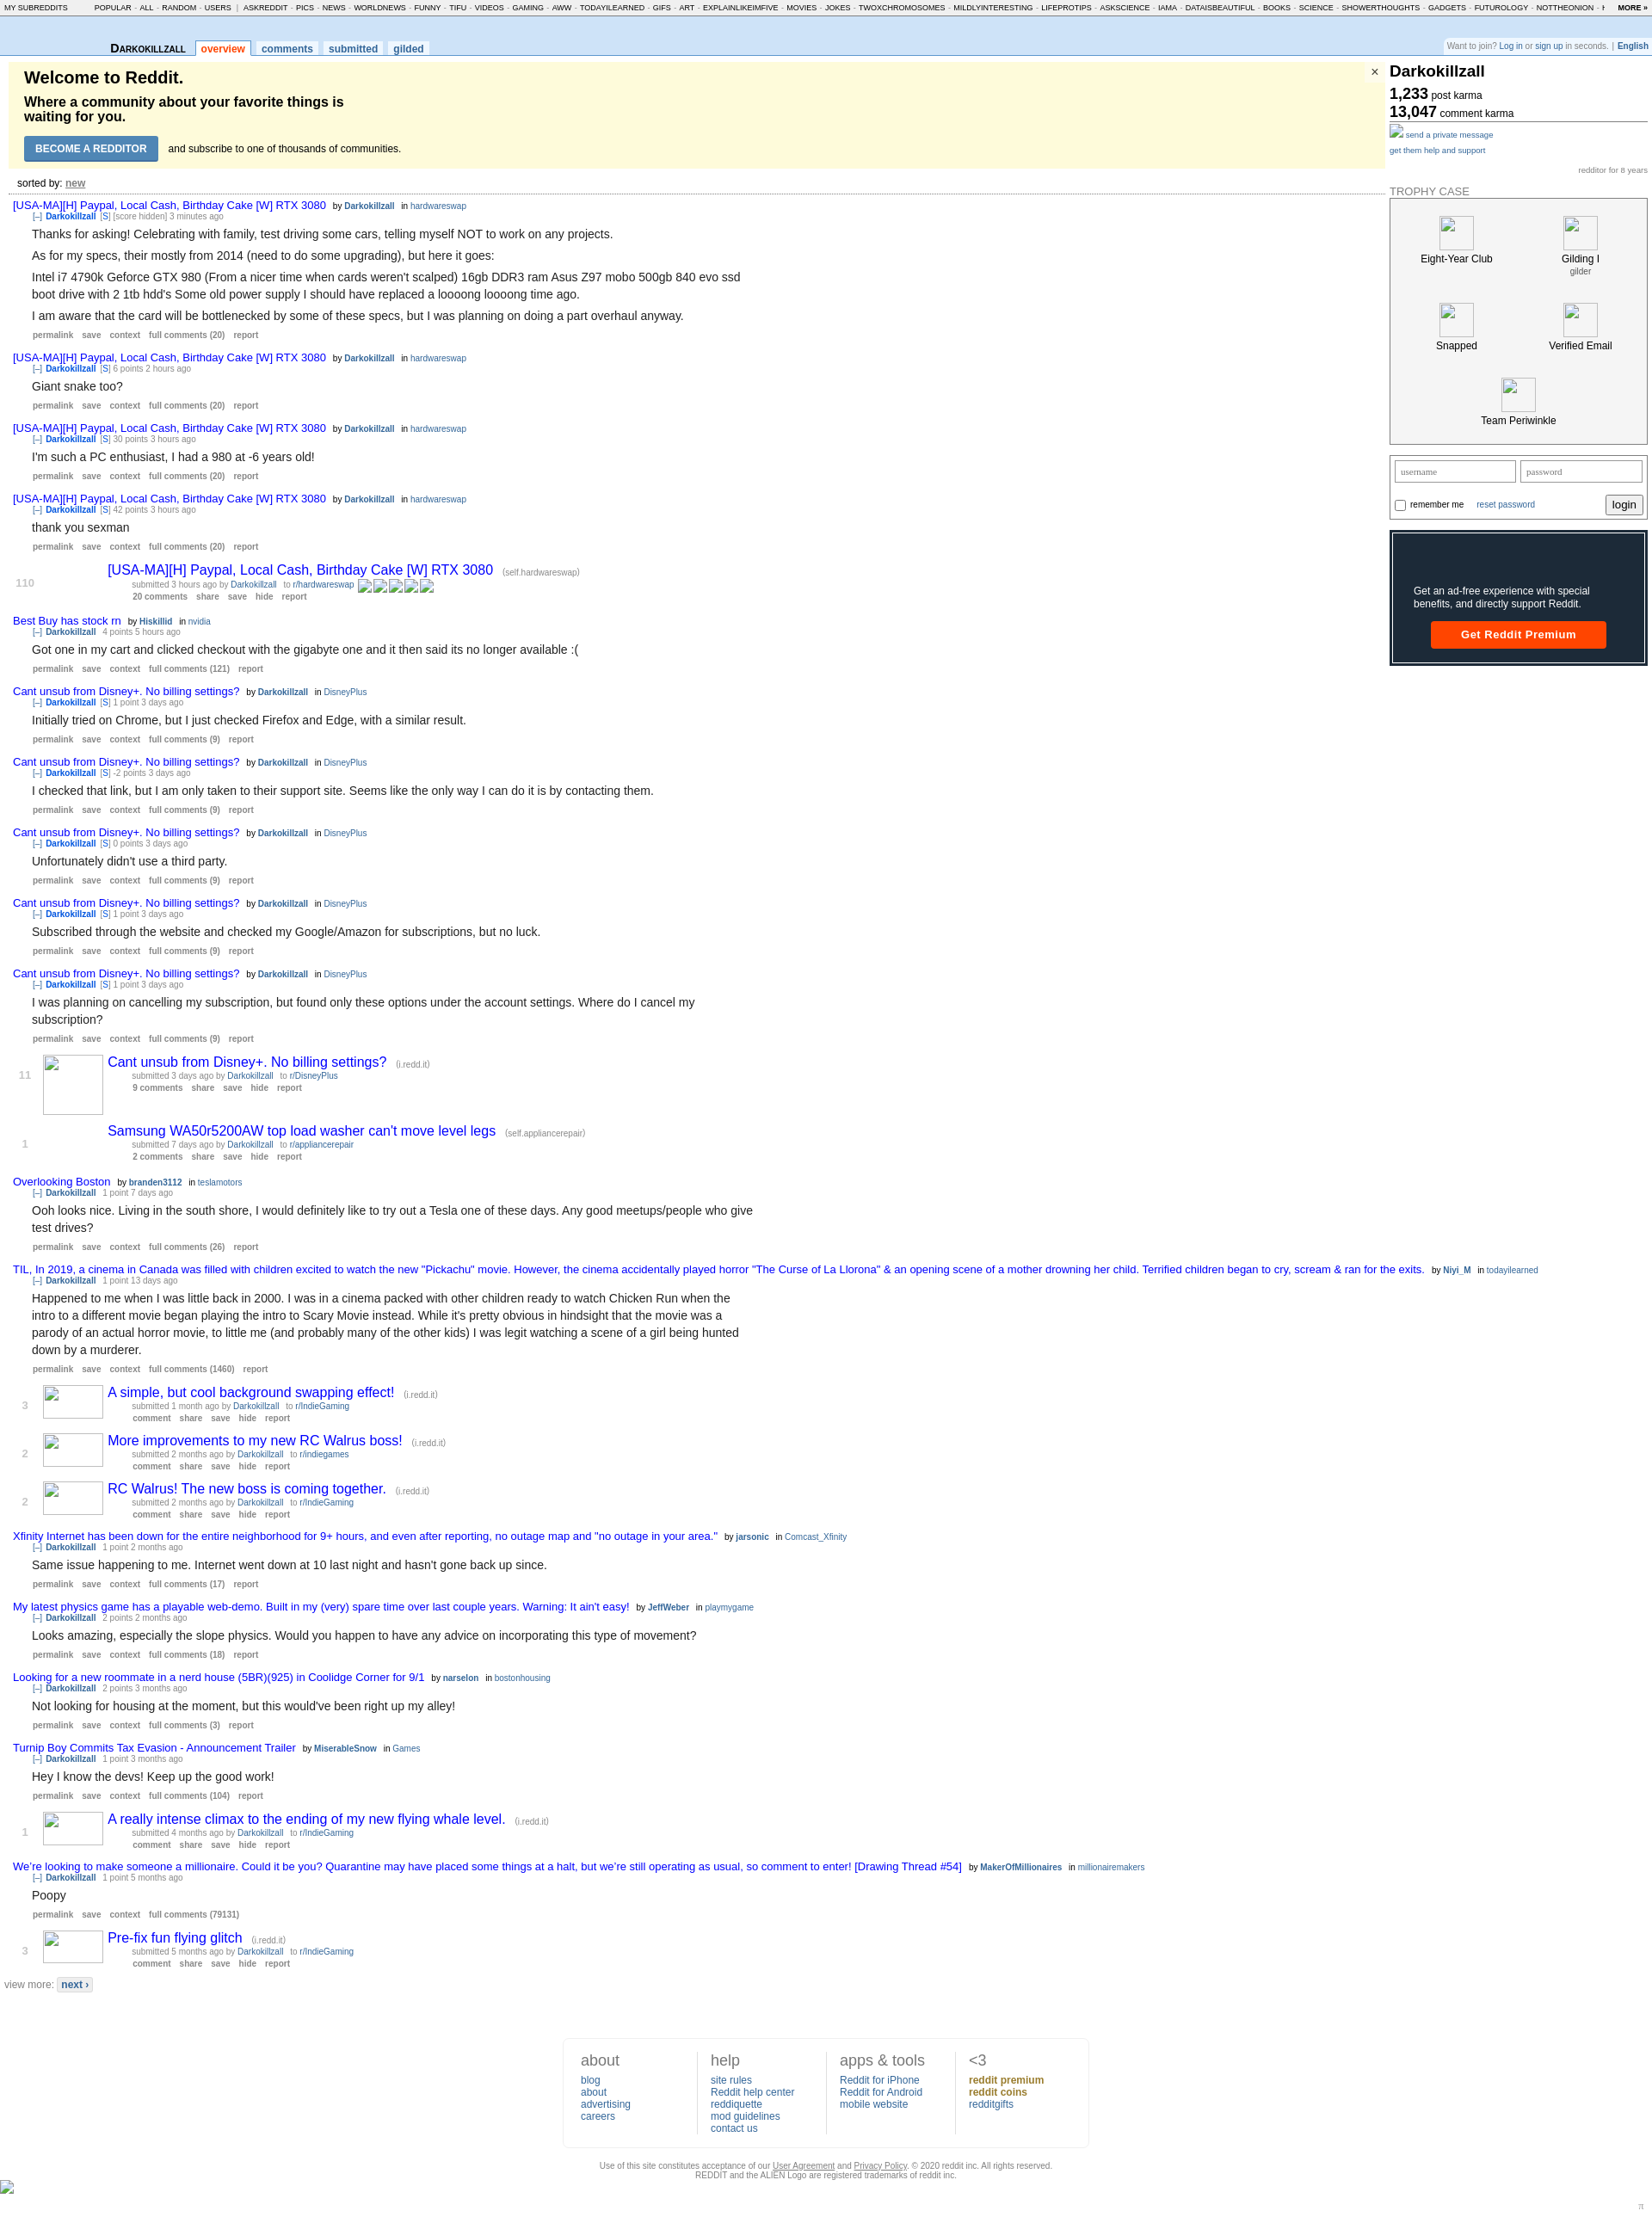 MY SUBREDDITS POPULAR - ALL - RANDOM - USERS | ASKREDDIT - PICS - NEWS - WORLDNEWS - FUNNY - TIFU - VIDEOS - GAMING - AWW - TODAYILEARNED - GIFS - ART - EXPLAINLIKEIMFIVE - MOVIES - JOKES - TWOXCHROMOSOMES - MILDLYINTERESTING - LIFEPROTIPS - ASKSCIENCE - IAMA - DATAISBEAUTIFUL - BOOKS - SCIENCE - SHOWERTHOUGHTS - GADGETS - FUTUROLOGY - NOTTHEONION - MORE »
Darkokillzall overview comments submitted gilded
Want to join? Log in or sign up in seconds. | English
Welcome to Reddit.
×
Where a community about your favorite things is
waiting for you.
BECOME A REDDITOR and subscribe to one of thousands of communities.
sorted by: new
[USA-MA][H] Paypal, Local Cash, Birthday Cake [W] RTX 3080 by Darkokillzall in hardwareswap
[–] Darkokillzall [S] [score hidden] 3 minutes ago
Thanks for asking! Celebrating with family, test driving some cars, telling myself NOT to work on any projects.
As for my specs, their mostly from 2014 (need to do some upgrading), but here it goes:
Intel i7 4790k Geforce GTX 980 (From a nicer time when cards weren't scalped) 16gb DDR3 ram Asus Z97 mobo 500gb 840 evo ssd
boot drive with 2 1tb hdd's Some old power supply I should have replaced a loooong loooong time ago.
I am aware that the card will be bottlenecked by some of these specs, but I was planning on doing a part overhaul anyway.
permalink save context full comments (20) report
[USA-MA][H] Paypal, Local Cash, Birthday Cake [W] RTX 3080 by Darkokillzall in hardwareswap
[–] Darkokillzall [S] 6 points 2 hours ago
Giant snake too?
permalink save context full comments (20) report
[USA-MA][H] Paypal, Local Cash, Birthday Cake [W] RTX 3080 by Darkokillzall in hardwareswap
[–] Darkokillzall [S] 30 points 3 hours ago
I'm such a PC enthusiast, I had a 980 at -6 years old!
permalink save context full comments (20) report
[USA-MA][H] Paypal, Local Cash, Birthday Cake [W] RTX 3080 by Darkokillzall in hardwareswap
[–] Darkokillzall [S] 42 points 3 hours ago
thank you sexman
permalink save context full comments (20) report
110
[USA-MA][H] Paypal, Local Cash, Birthday Cake [W] RTX 3080 (self.hardwareswap)
submitted 3 hours ago by Darkokillzall to r/hardwareswap
20 comments share save hide report
Best Buy has stock rn by Hiskillid in nvidia
[–] Darkokillzall 4 points 5 hours ago
Got one in my cart and clicked checkout with the gigabyte one and it then said its no longer available :(
permalink save context full comments (121) report
Cant unsub from Disney+. No billing settings? by Darkokillzall in DisneyPlus
[–] Darkokillzall [S] 1 point 3 days ago
Initially tried on Chrome, but I just checked Firefox and Edge, with a similar result.
permalink save context full comments (9) report
Cant unsub from Disney+. No billing settings? by Darkokillzall in DisneyPlus
[–] Darkokillzall [S] -2 points 3 days ago
I checked that link, but I am only taken to their support site. Seems like the only way I can do it is by contacting them.
permalink save context full comments (9) report
Cant unsub from Disney+. No billing settings? by Darkokillzall in DisneyPlus
[–] Darkokillzall [S] 0 points 3 days ago
Unfortunately didn't use a third party.
permalink save context full comments (9) report
Cant unsub from Disney+. No billing settings? by Darkokillzall in DisneyPlus
[–] Darkokillzall [S] 1 point 3 days ago
Subscribed through the website and checked my Google/Amazon for subscriptions, but no luck.
permalink save context full comments (9) report
Cant unsub from Disney+. No billing settings? by Darkokillzall in DisneyPlus
[–] Darkokillzall [S] 1 point 3 days ago
I was planning on cancelling my subscription, but found only these options under the account settings. Where do I cancel my
subscription?
permalink save context full comments (9) report
11
Cant unsub from Disney+. No billing settings? (i.redd.it)
submitted 3 days ago by Darkokillzall to r/DisneyPlus
9 comments share save hide report
1
Samsung WA50r5200AW top load washer can't move level legs (self.appliancerepair)
submitted 7 days ago by Darkokillzall to r/appliancerepair
2 comments share save hide report
Overlooking Boston by branden3112 in teslamotors
[–] Darkokillzall 1 point 7 days ago
Ooh looks nice. Living in the south shore, I would definitely like to try out a Tesla one of these days. Any good meetups/people who give
test drives?
permalink save context full comments (26) report
TIL, In 2019, a cinema in Canada was filled with children excited to watch the new "Pickachu" movie. However, the cinema accidentally played horror "The Curse of La Llorona" & an opening scene of a mother drowning her child. Terrified children began to cry, scream & ran for the exits. by Niyi_M in todayilearned
[–] Darkokillzall 1 point 13 days ago
Happened to me when I was little back in 2000. I was in a cinema packed with other children ready to watch Chicken Run when the
intro to a different movie began playing the intro to Scary Movie instead. While it's pretty obvious in hindsight that the movie was a
parody of an actual horror movie, to little me (and probably many of the other kids) I was legit watching a scene of a girl being hunted
down by a murderer.
permalink save context full comments (1460) report
3
A simple, but cool background swapping effect! (i.redd.it)
submitted 1 month ago by Darkokillzall to r/IndieGaming
comment share save hide report
2
More improvements to my new RC Walrus boss! (i.redd.it)
submitted 2 months ago by Darkokillzall to r/indiegames
comment share save hide report
2
RC Walrus! The new boss is coming together. (i.redd.it)
submitted 2 months ago by Darkokillzall to r/IndieGaming
comment share save hide report
Xfinity Internet has been down for the entire neighborhood for 9+ hours, and even after reporting, no outage map and "no outage in your area." by jarsonic in Comcast_Xfinity
[–] Darkokillzall 1 point 2 months ago
Same issue happening to me. Internet went down at 10 last night and hasn't gone back up since.
permalink save context full comments (17) report
My latest physics game has a playable web-demo. Built in my (very) spare time over last couple years. Warning: It ain't easy! by JeffWeber in playmygame
[–] Darkokillzall 2 points 2 months ago
Looks amazing, especially the slope physics. Would you happen to have any advice on incorporating this type of movement?
permalink save context full comments (18) report
Looking for a new roommate in a nerd house (5BR)(925) in Coolidge Corner for 9/1 by narselon in bostonhousing
[–] Darkokillzall 2 points 3 months ago
Not looking for housing at the moment, but this would've been right up my alley!
permalink save context full comments (3) report
Turnip Boy Commits Tax Evasion - Announcement Trailer by MiserableSnow in Games
[–] Darkokillzall 1 point 3 months ago
Hey I know the devs! Keep up the good work!
permalink save context full comments (104) report
1
A really intense climax to the ending of my new flying whale level. (i.redd.it)
submitted 4 months ago by Darkokillzall to r/IndieGaming
comment share save hide report
We're looking to make someone a millionaire. Could it be you? Quarantine may have placed some things at a halt, but we're still operating as usual, so comment to enter! [Drawing Thread #54] by MakerOfMillionaires in millionairemakers
[–] Darkokillzall 1 point 5 months ago
Poopy
permalink save context full comments (79131)
3
Pre-fix fun flying glitch (i.redd.it)
submitted 5 months ago by Darkokillzall to r/IndieGaming
comment share save hide report
view more: next ›
Darkokillzall
1,233 post karma
13,047 comment karma
send a private message
get them help and support
redditor for 8 years
TROPHY CASE
Eight-Year Club Gilding I
gilder
Snapped Verified Email
Team Periwinkle
username password
remember me reset password login
Get an ad-free experience with special
benefits, and directly support Reddit.
Get Reddit Premium
about
blog
about
advertising
careers
help
site rules
Reddit help center
reddiquette
mod guidelines
contact us
apps & tools
Reddit for iPhone
Reddit for Android
mobile website
<3
reddit premium
reddit coins
redditgifts
Use of this site constitutes acceptance of our User Agreement and Privacy Policy. © 2020 reddit inc. All rights reserved.
REDDIT and the ALIEN Logo are registered trademarks of reddit inc.
π